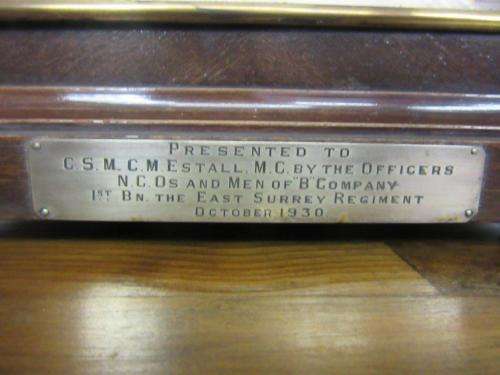 PRESENTED TO
C.S.M. C.M. ESTALL, M.C. BY THE OFFICERS
N.C.OS AND MEN OF "B" COMPANY
1ST BN. THE EAST SURREY REGIMENT
OCTOBER 1930